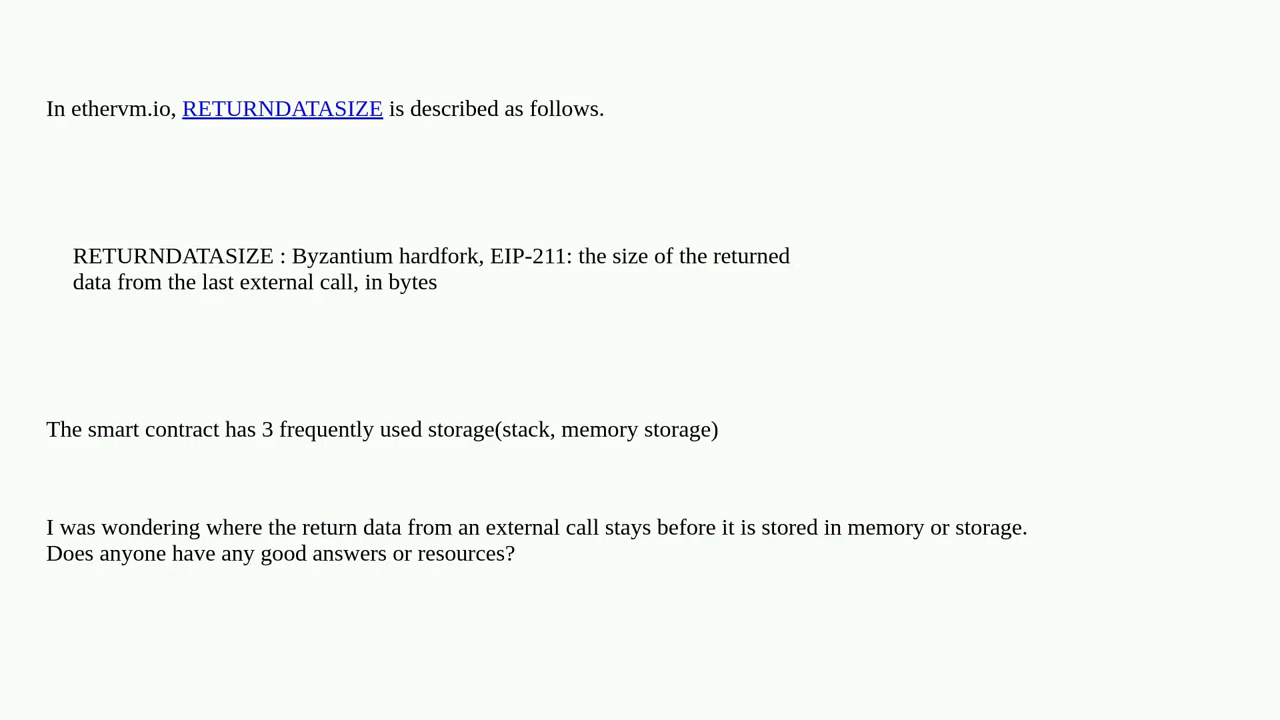 In ethervm.io, RETURNDATASIZE is described as follows.
RETURNDATASIZE : Byzantium hardfork, EIP-211: the size of the returned
data from the last external call, in bytes
The smart contract has 3 frequently used storage(stack, memory storage)
I was wondering where the return data from an external call stays before it is stored in memory or storage.
Does anyone have any good answers or resources?